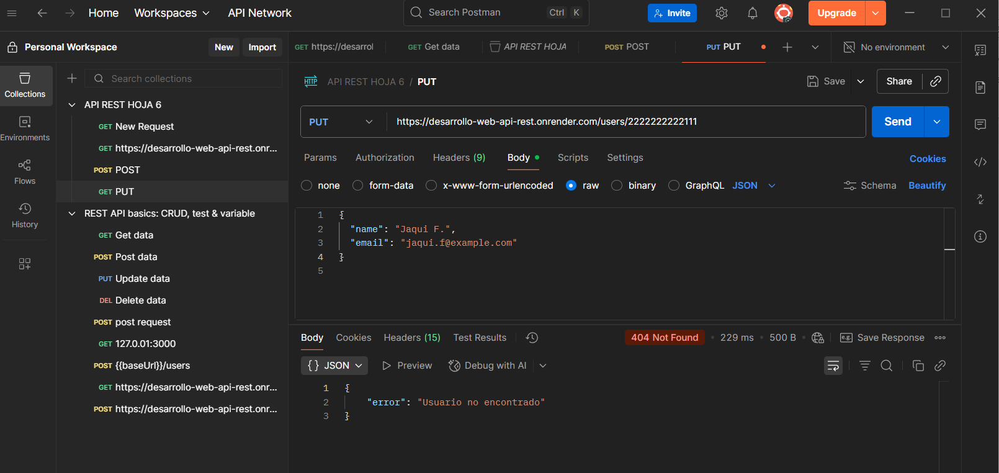 Home Workspaces API Network Search Postman Ctrl K Invite Upgrade
Personal Workspace New Import
GET https://desarrol GET Get data API REST HOJA POST POST PUT PUT No environment
Search collections
Collections
Environments
Flows
History
API REST HOJA 6
GET New Request
GET https://desarrollo-web-api-rest.onr...
POST POST
GET PUT
REST API basics: CRUD, test & variable
GET Get data
POST Post data
PUT Update data
DEL Delete data
POST post request
GET 127.0.01:3000
POST {{baseUrl}}/users
GET https://desarrollo-web-api-rest.onr...
POST https://desarrollo-web-api-rest.onr...
HTTP API REST HOJA 6 / PUT Save Share
PUT https://desarrollo-web-api-rest.onrender.com/users/2222222222111 Send
Params Authorization Headers (9) Body Scripts Settings Cookies
none form-data x-www-form-urlencoded raw binary GraphQL JSON Schema Beautify
1 {
2 "name": "Jaqui F.",
3 "email": "jaqui.f@example.com"
4 }
5
Body Cookies Headers (15) Test Results 404 Not Found • 229 ms • 500 B • e.g. Save Response
{} JSON Preview Debug with AI
1 {
2 "error": "Usuario no encontrado"
3 }